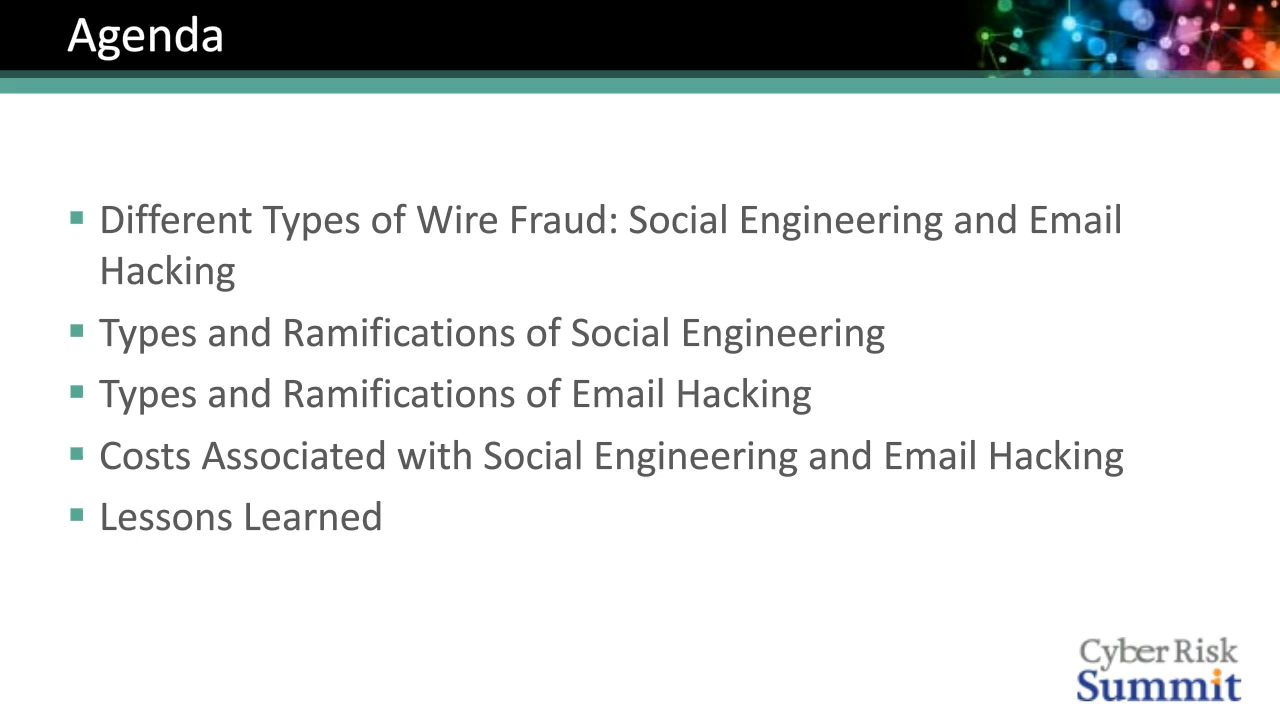 Agenda
▪ Different Types of Wire Fraud: Social Engineering and Email
Hacking
▪ Types and Ramifications of Social Engineering
▪ Types and Ramifications of Email Hacking
▪ Costs Associated with Social Engineering and Email Hacking
▪ Lessons Learned
Cyber Risk
Summit